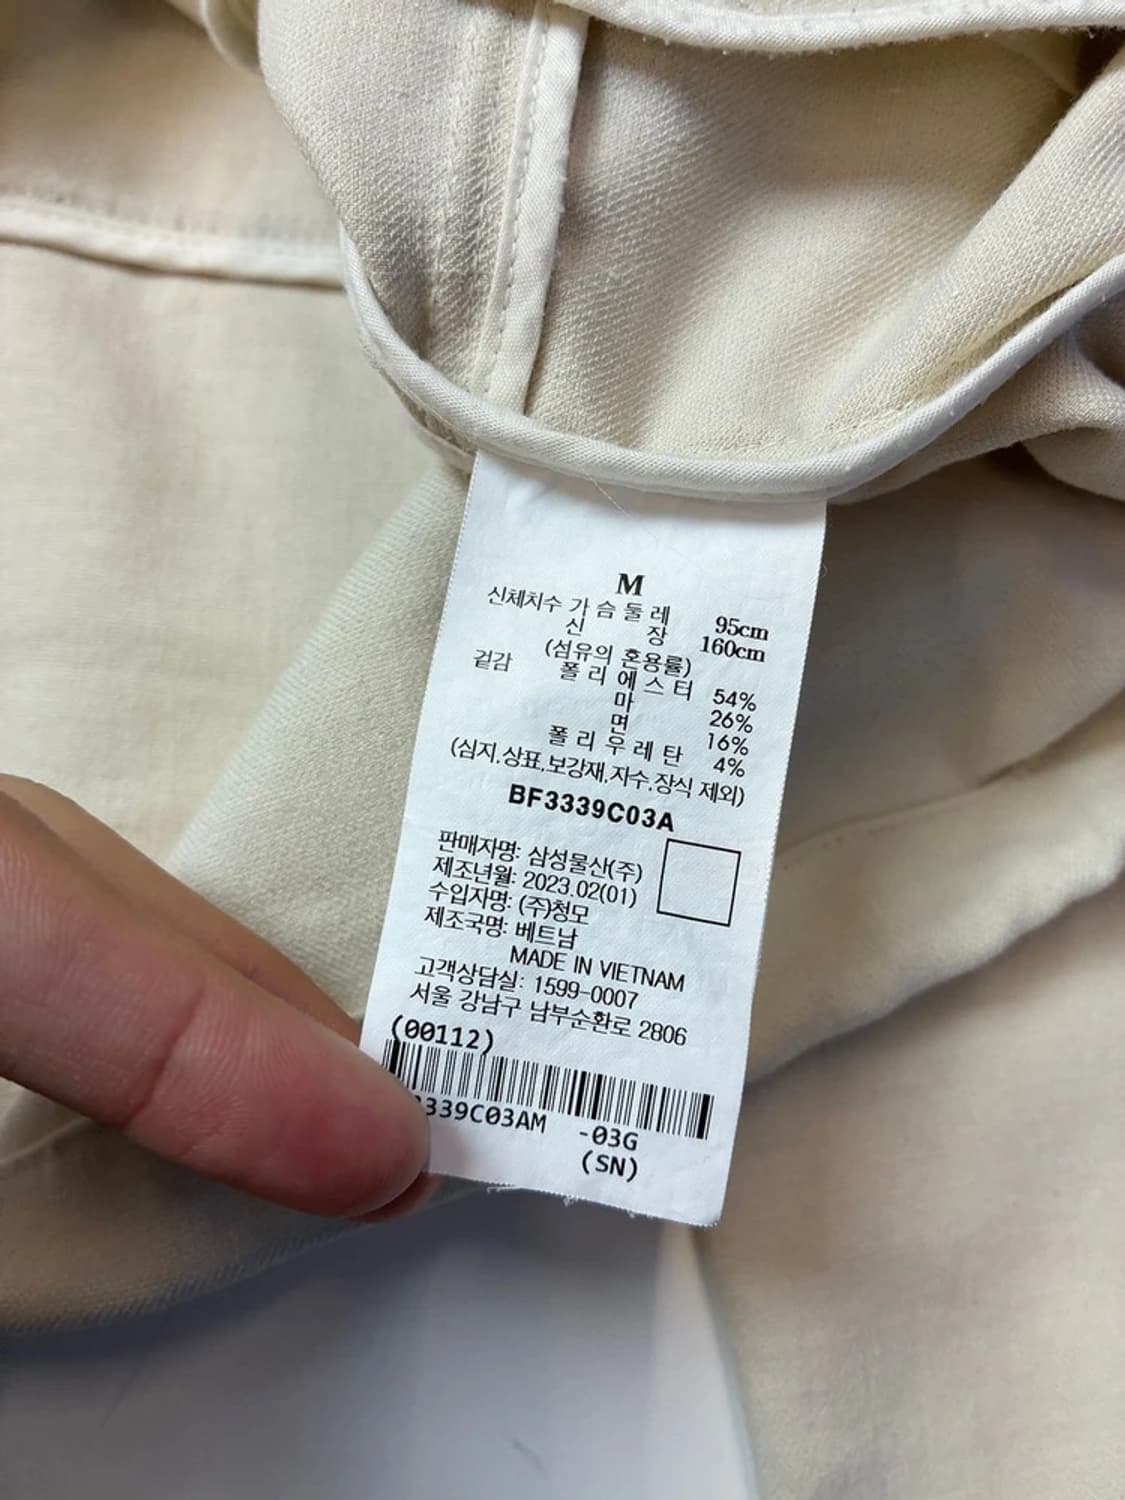 M
신체치수 가슴둘레 95cm
신 장 160cm
(섬유의 혼용률)
겉감 폴리에스터 54%
마 26%
면 16%
폴리우레탄 4%
(심지,상표,보강재,자수,장식 제외)
BF3339C03A
판매자명: 삼성물산(주)
제조년월: 2023.02(01)
수입자명: (주)청모
제조국명: 베트남
MADE IN VIETNAM
고객상담실: 1599-0007
서울 강남구 남부순환로 2806
(00112)
339C03AM -03G
(SN)